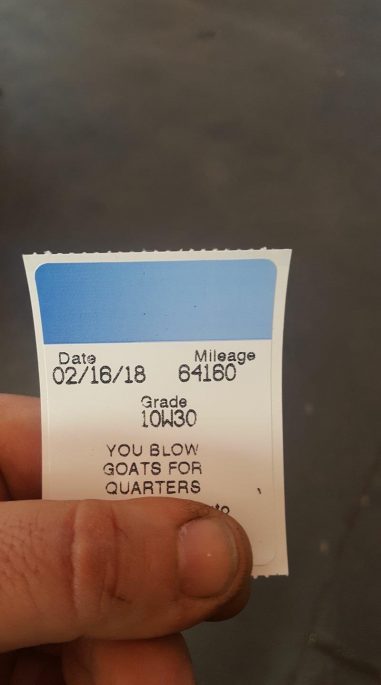 Date Mileage
02/16/18 64160
Grade
10W30
YOU BLOW
GOATS FOR
QUARTERS